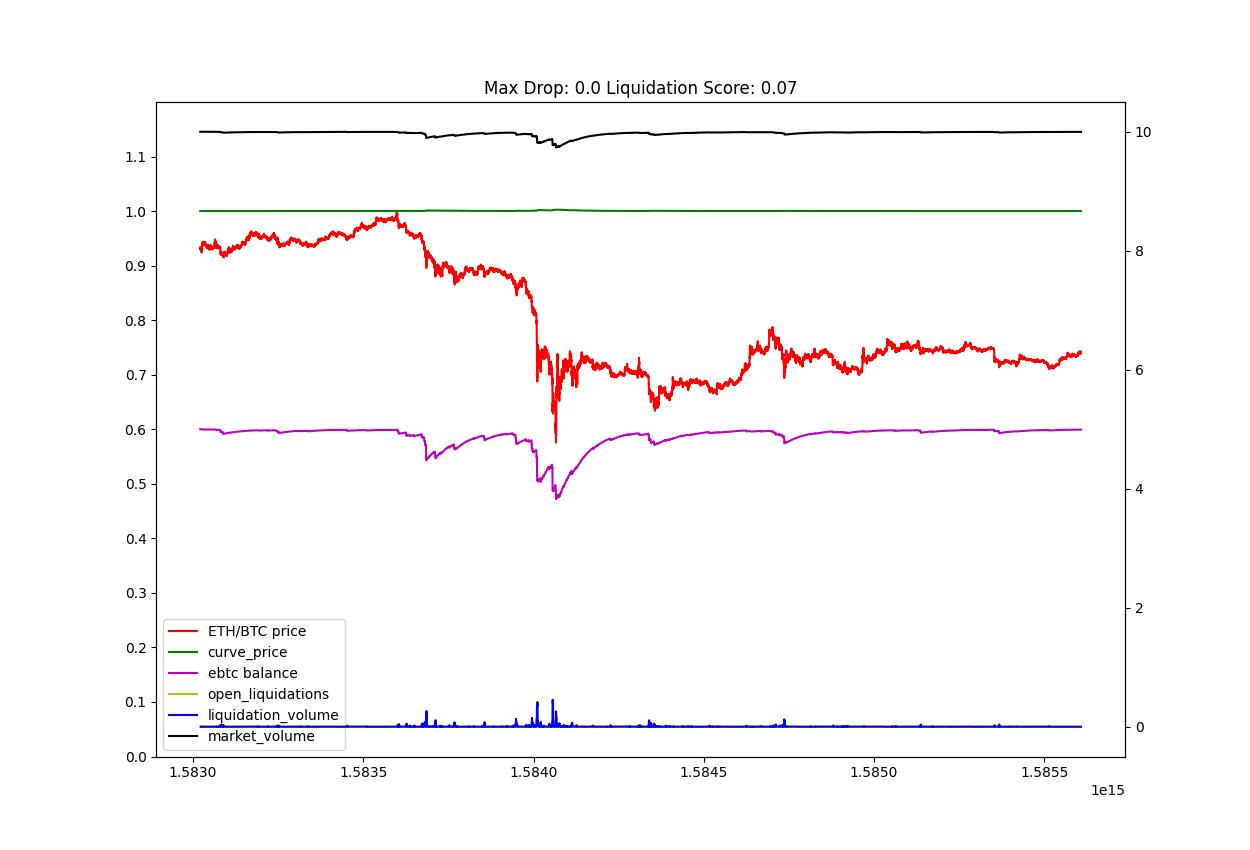 Max Drop: 0.0 Liquidation Score: 0.07
1.1
1.0
0.9
0.8
0.7
0.6
0.5
0.4
0.3
0.2
0.1
0.0
10
8
6
4
2
0
ETH/BTC price
curve_price
ebtc balance
open_liquidations
liquidation_volume
market_volume
1.5830 1.5835 1.5840 1.5845 1.5850 1.5855
1e15